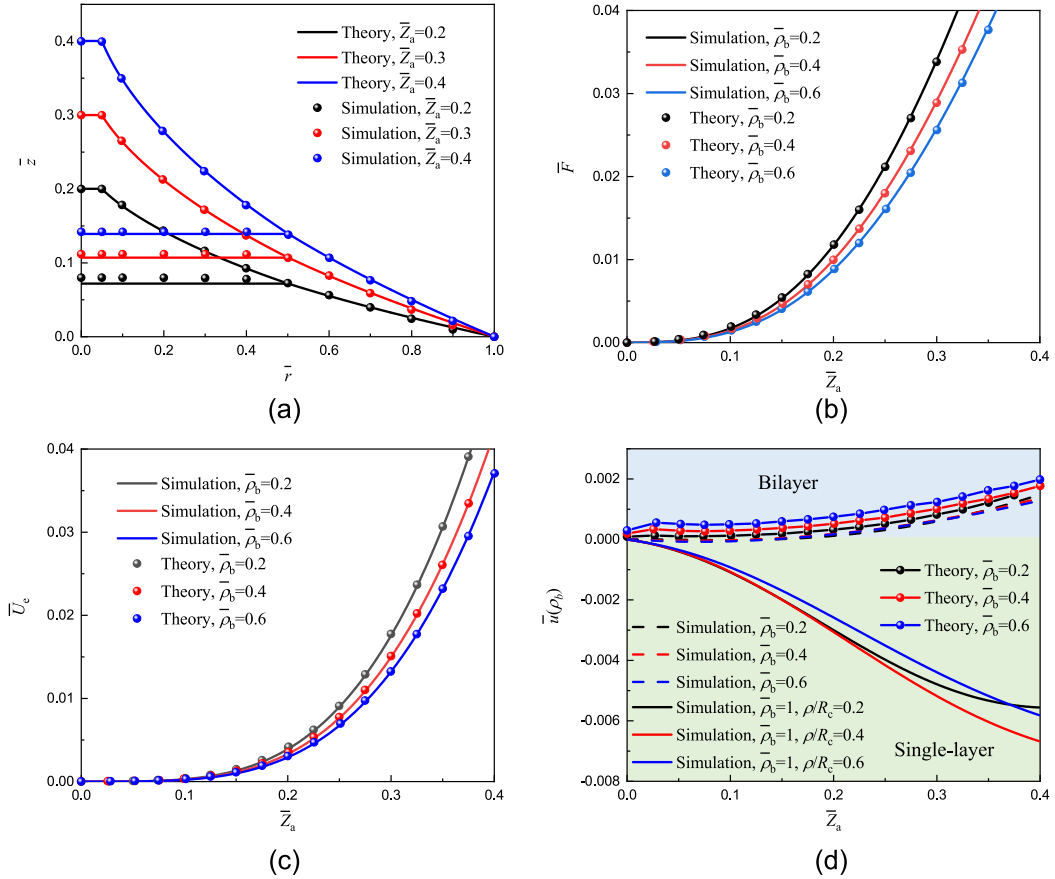 0.4
0.3
0.2
0.1
0.0
z̅
0.0 0.2 0.4 0.6 0.8 1.0
r̅
Theory, Z̅a=0.2
Theory, Z̅a=0.3
Theory, Z̅a=0.4
Simulation, Z̅a=0.2
Simulation, Z̅a=0.3
Simulation, Z̅a=0.4
(a)
0.04
0.03
0.02
0.01
0.00
F̅
0.0 0.1 0.2 0.3 0.4
Z̅a
Simulation, ρ̅b=0.2
Simulation, ρ̅b=0.4
Simulation, ρ̅b=0.6
Theory, ρ̅b=0.2
Theory, ρ̅b=0.4
Theory, ρ̅b=0.6
(b)
0.04
0.03
0.02
0.01
0.00
U̅e
0.0 0.1 0.2 0.3 0.4
Z̅a
Simulation, ρ̅b=0.2
Simulation, ρ̅b=0.4
Simulation, ρ̅b=0.6
Theory, ρ̅b=0.2
Theory, ρ̅b=0.4
Theory, ρ̅b=0.6
(c)
0.002
0.000
-0.002
-0.004
-0.006
-0.008
u̅(ρb)
0.0 0.1 0.2 0.3 0.4
Z̅a
Bilayer
Theory, ρ̅b=0.2
Theory, ρ̅b=0.4
Theory, ρ̅b=0.6
Simulation, ρ̅b=0.2
Simulation, ρ̅b=0.4
Simulation, ρ̅b=0.6
Simulation, ρ̅b=1, ρ/Rc=0.2
Simulation, ρ̅b=1, ρ/Rc=0.4
Simulation, ρ̅b=1, ρ/Rc=0.6
Single-layer
(d)